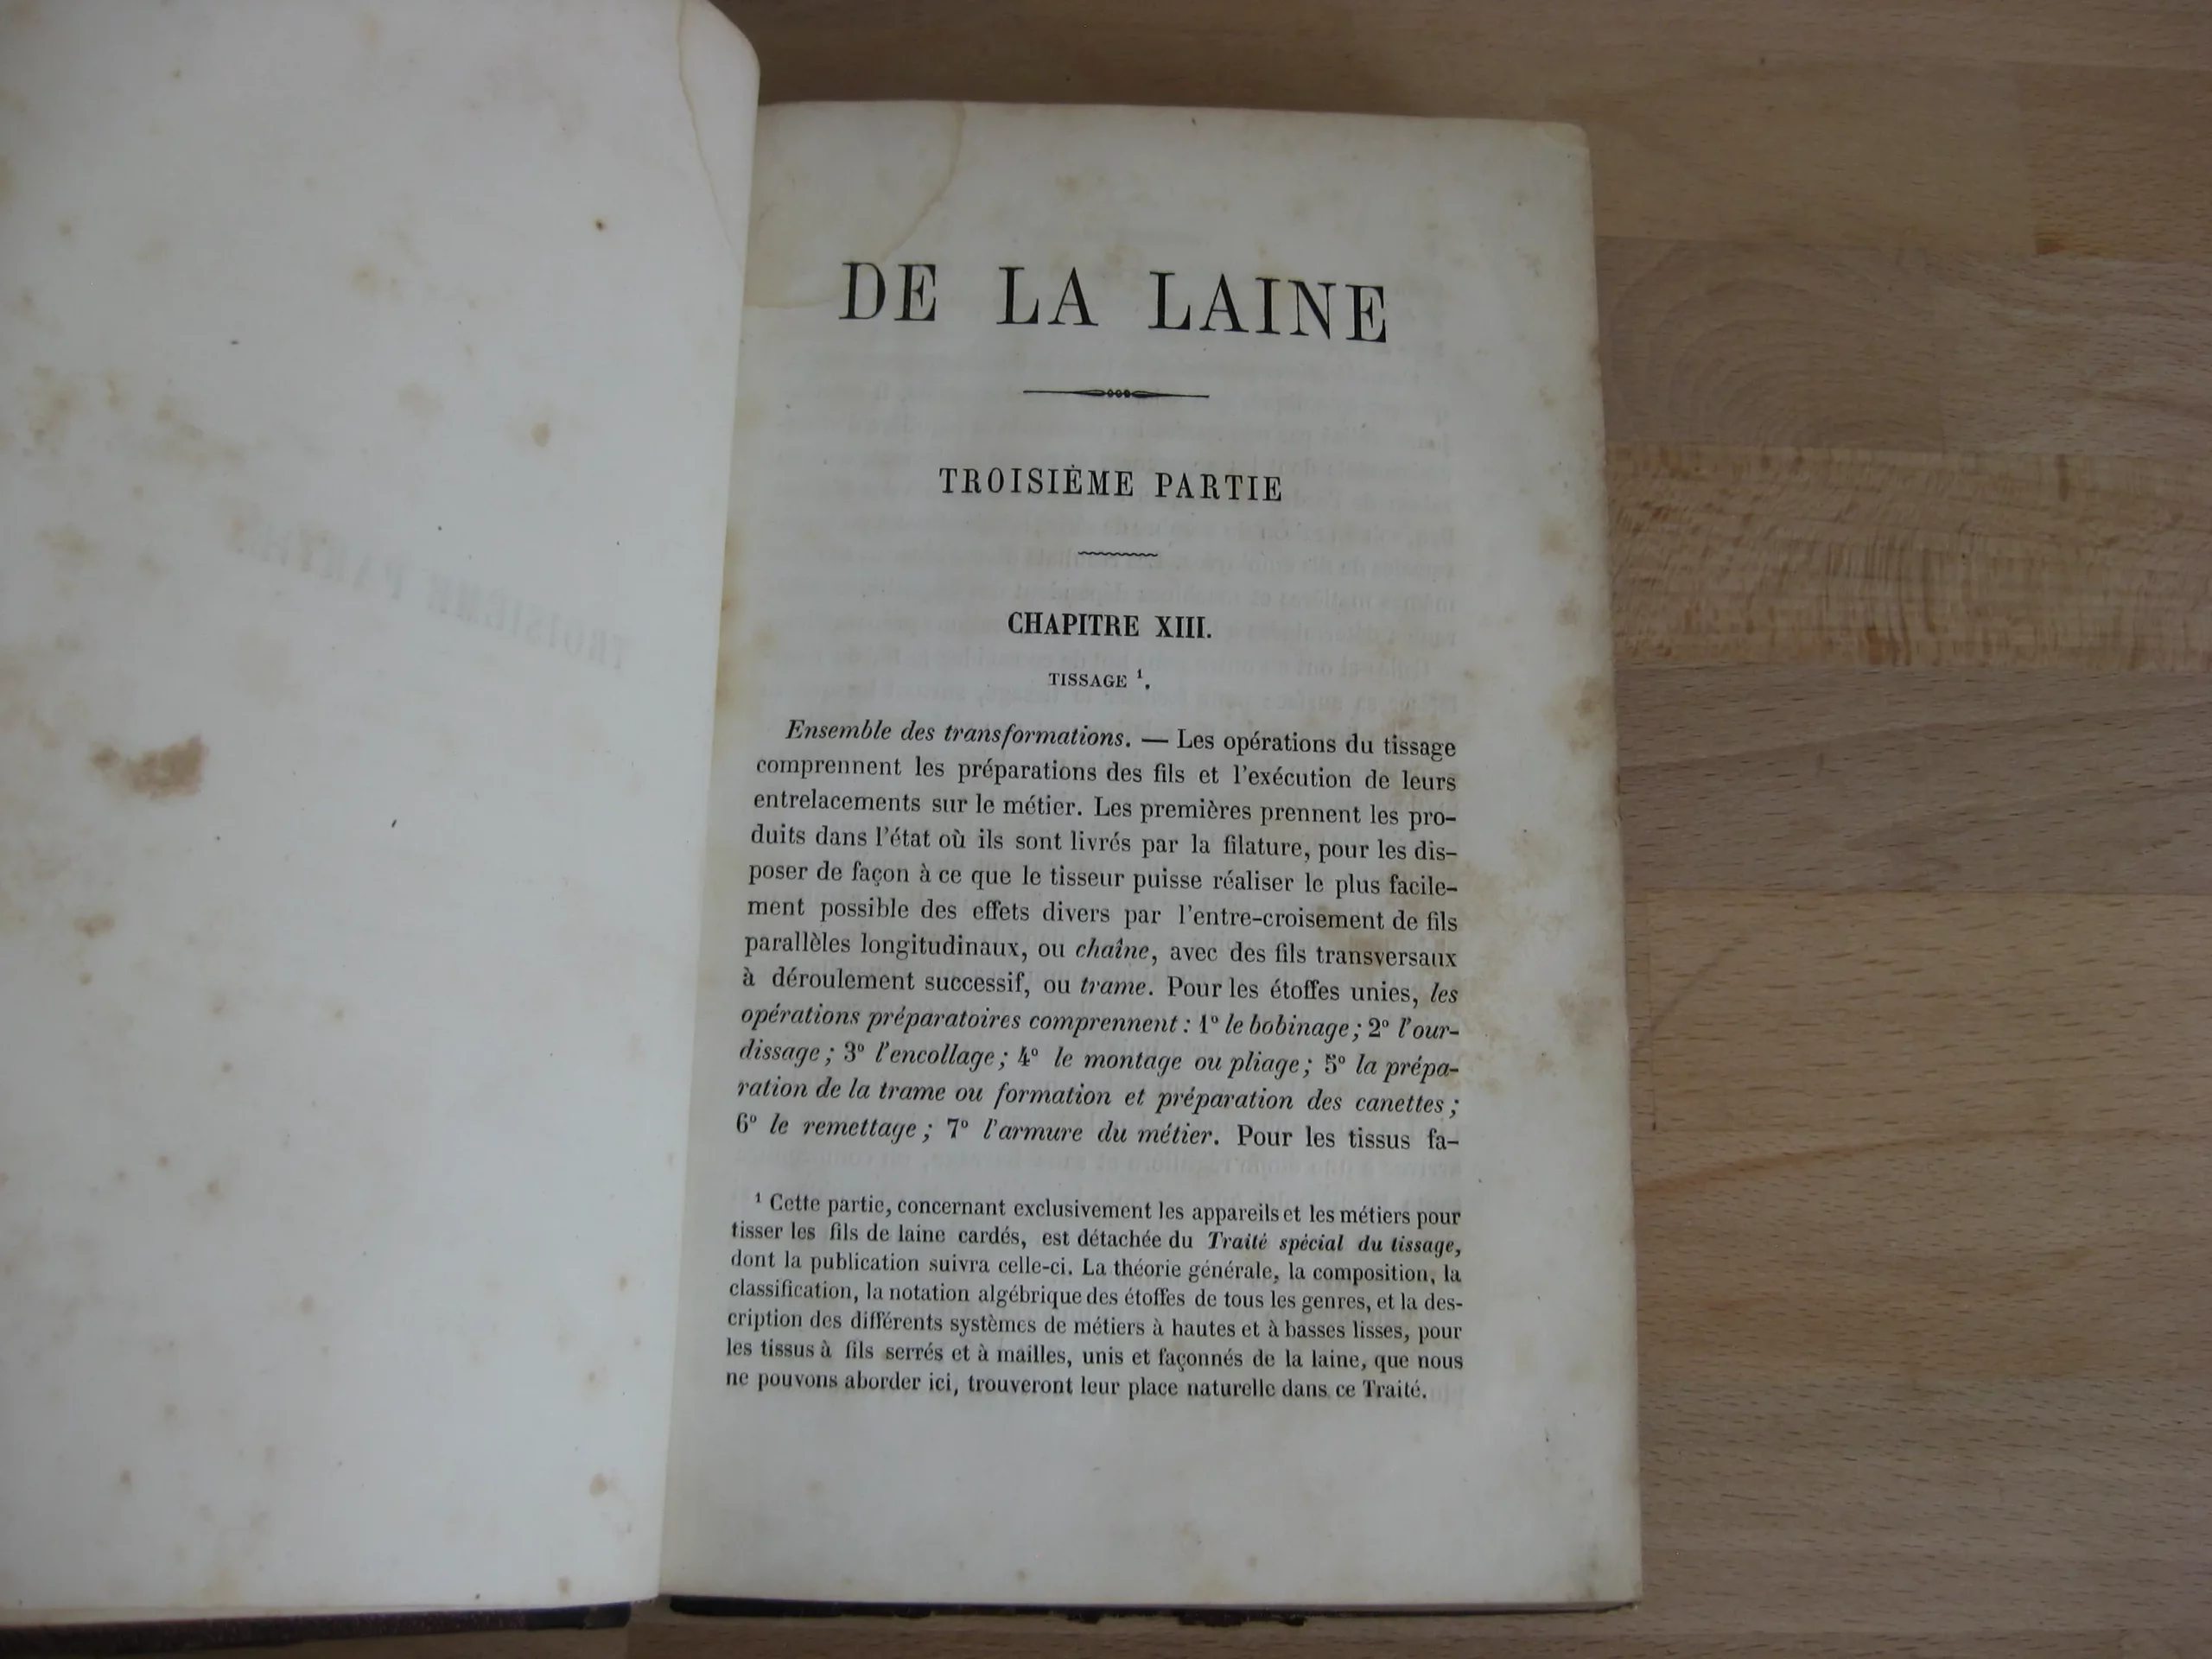 DE LA LAINE
TROISIÈME PARTIE
CHAPITRE XIII.
TISSAGE ¹.
Ensemble des transformations. — Les opérations du tissage
comprennent les préparations des fils et l'exécution de leurs
entrelacements sur le métier. Les premières prennent les pro-
duits dans l'état où ils sont livrés par la filature, pour les dis-
poser de façon à ce que le tisseur puisse réaliser le plus facile-
ment possible des effets divers par l'entre-croisement de fils
parallèles longitudinaux, ou chaîne, avec des fils transversaux
à déroulement successif, ou trame. Pour les étoffes unies, les
opérations préparatoires comprennent : 1° le bobinage ; 2° l'our-
dissage ; 3° l'encollage ; 4° le montage ou pliage ; 5° la prépa-
ration de la trame ou formation et préparation des canettes ;
6° le remettage ; 7° l'armure du métier. Pour les tissus fa-
¹ Cette partie, concernant exclusivement les appareils et les métiers pour
tisser les fils de laine cardés, est détachée du Traité spécial du tissage,
dont la publication suivra celle-ci. La théorie générale, la composition, la
classification, la notation algébrique des étoffes de tous les genres, et la des-
cription des différents systèmes de métiers à hautes et à basses lisses, pour
les tissus à fils serrés et à mailles, unis et façonnés de la laine, que nous
ne pouvons aborder ici, trouveront leur place naturelle dans ce Traité.